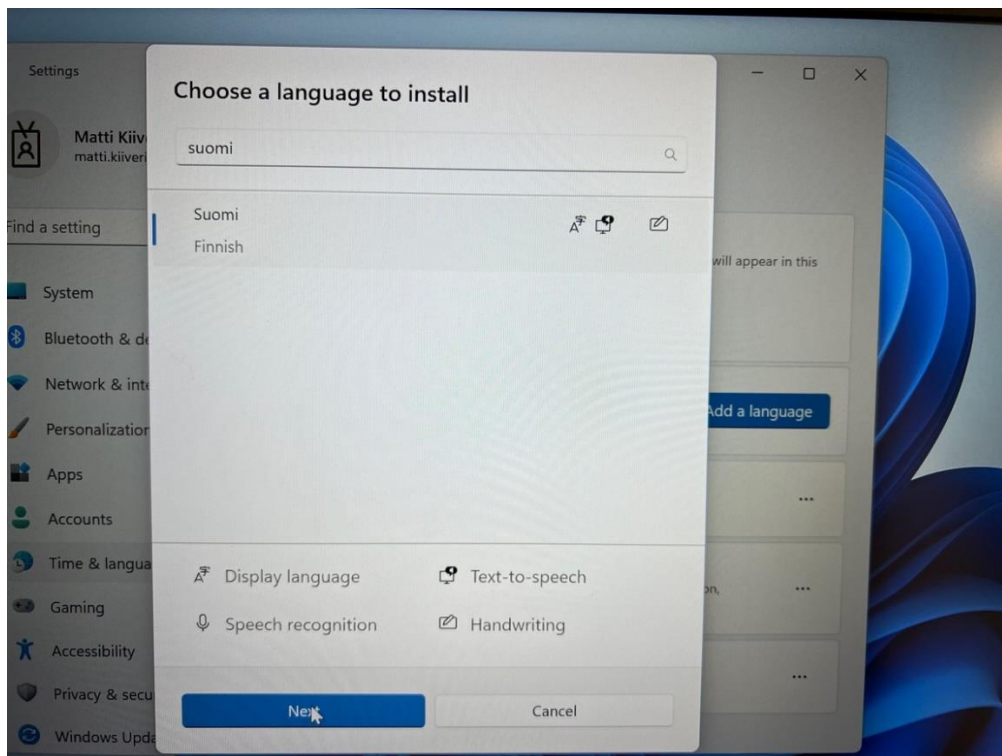 Settings
Choose a language to install
Matti Kiiv
matti.kiiveri
suomi
Find a setting
Suomi
Finnish
will appear in this
System
Bluetooth & de
Network & inte
Add a language
Personalization
Apps
Accounts
Time & langua
Display language
Text-to-speech
on,
Gaming
Speech recognition
Handwriting
Accessibility
Privacy & secu
Next
Cancel
Windows Upda